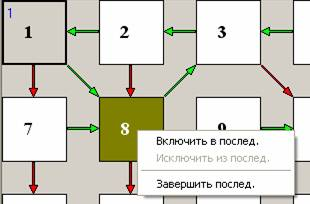 1
1 2 3
7 8 9
Включить в послед.
Исключить из послед.
Завершить послед.